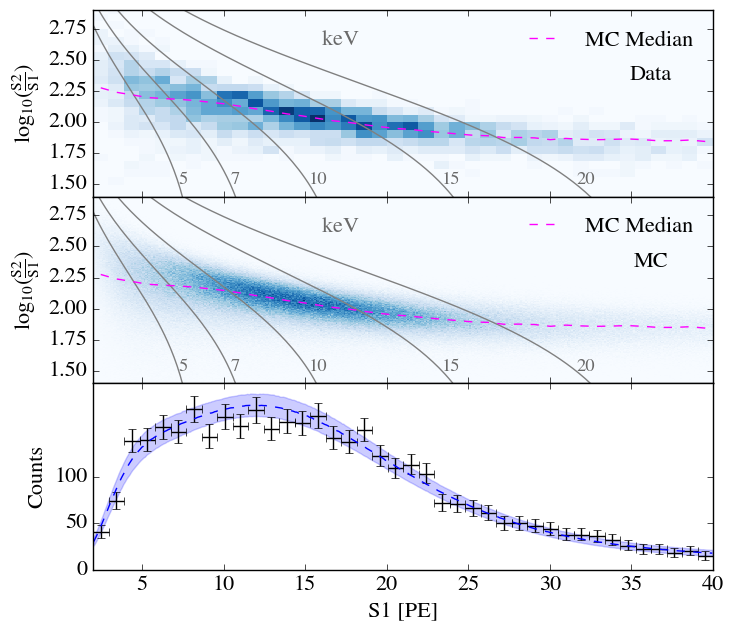 2.75
2.50
2.25
2.00
1.75
1.50
log₁₀(S2/S1)
keV
MC Median
Data
5 7 10 15 20
2.75
2.50
2.25
2.00
1.75
1.50
log₁₀(S2/S1)
keV
MC Median
MC
5 7 10 15 20
100
50
0
Counts
5 10 15 20 25 30 35 40
S1 [PE]